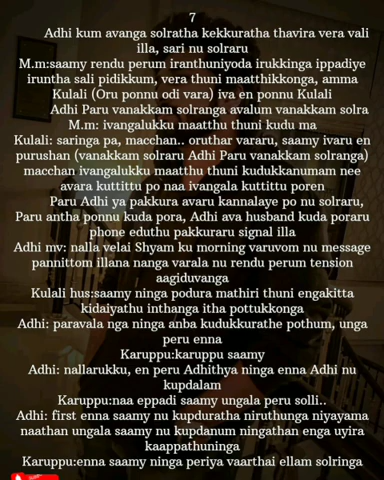 7
Adhi kum avanga solratha kekkuratha thavira vera vali
illa, sari nu solraru
M.m:saamy rendu perum iranthuniyoda irukkinga ippadiye
iruntha sali pidikkum, vera thuni maatthikkonga, amma
Kulali (Oru ponnu odi vara) iva en ponnu Kulali
Adhi Paru vanakkam solranga avalum vanakkam solra
M.m: ivangalukku maatthu thuni kudu ma
Kulali: saringa pa, macchan.. oruthar vararu, saamy ivaru en
purushan (vanakkam solraru Adhi Paru vanakkam solranga)
macchan ivangalukku maatthu thuni kudukkanumam nee
avara kuttittu po naa ivangala kuttittu poren
Paru Adhi ya pakkura avaru kannalaye po nu solraru,
Paru antha ponnu kuda pora, Adhi ava husband kuda poraru
phone eduthu pakkuraru signal illa
Adhi mv: nalla velai Shyam ku morning varuvom nu message
pannittom illana nanga varala nu rendu perum tension
aagiduvanga
Kulali hus:saamy ninga podura mathiri thuni engakitta
kidaiyathu inthanga itha pottukkonga
Adhi: paravala nga ninga anba kudukkurathe pothum, unga
peru enna
Karuppu:karuppu saamy
Adhi: nallarukku, en peru Adhithya ninga enna Adhi nu
kupdalam
Karuppu:naa eppadi saamy ungala peru solli..
Adhi: first enna saamy nu kupduratha niruthunga niyayama
naathan ungala saamy nu kupdanum ningathan enga uyira
kaappathuninga
Karuppu:enna saamy ninga periya vaarthai ellam solringa